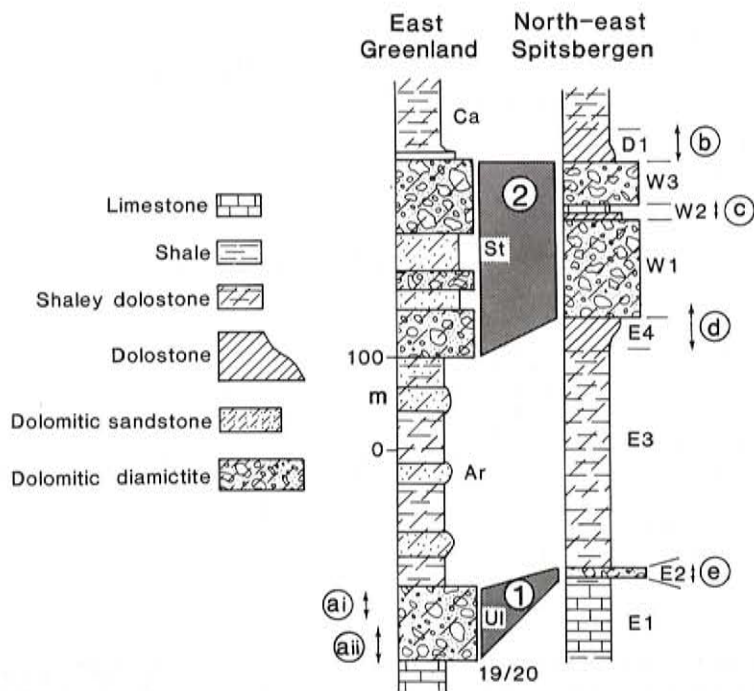 East
Greenland
North-east
Spitsbergen
Limestone
Shale
Shaley dolostone
Dolostone
Dolomitic sandstone
Dolomitic diamictite
Ca
2
St
100
m
0
Ar
ai
aii
1
Ul
19/20
D1
b
W3
W2
c
W1
d
E4
E3
E2
e
E1